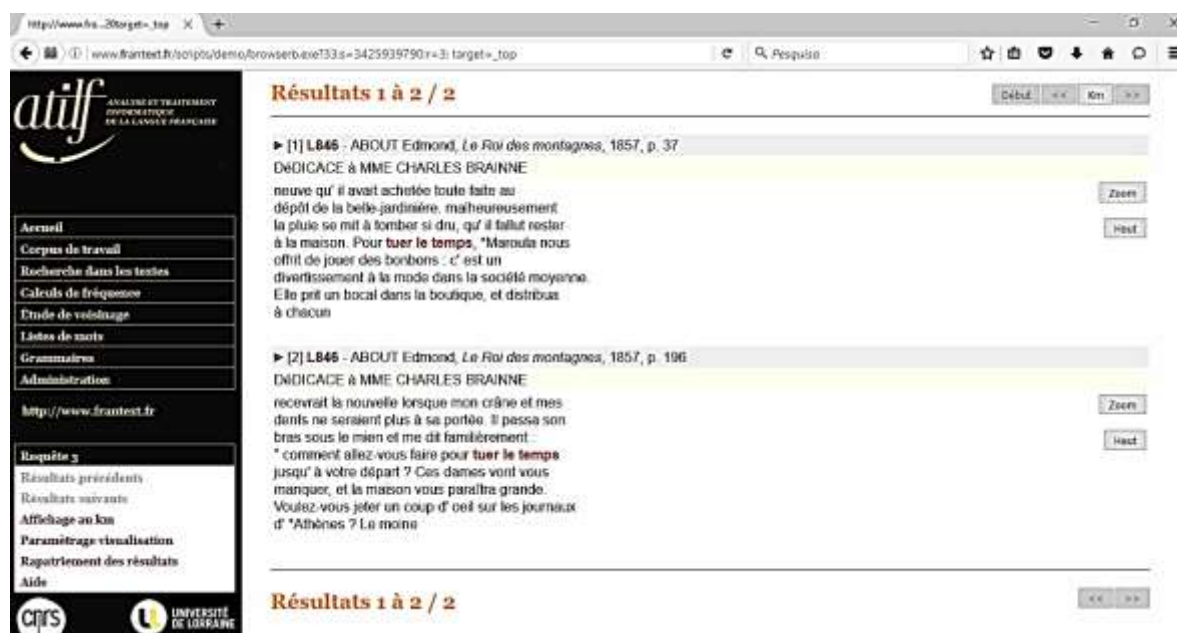 http://www.fra...20target=_top
www.frantext.fr/scripts/demo/browserb.exe?33;s=3425939790;r=3; target=_top
Pesquisa
atilf
ANALYSE ET TRAITEMENT
INFORMATIQUE
DE LA LANGUE FRANÇAISE
Accueil
Corpus de travail
Recherche dans les textes
Calculs de fréquence
Étude de voisinage
Listes de mots
Grammaires
Administration
http://www.frantext.fr
Requête 3
Résultats précédents
Résultats suivants
Affichage au km
Paramétrage visualisation
Rapatriement des résultats
Aide
cnrs
UNIVERSITÉ
DE LORRAINE
Résultats 1 à 2 / 2
Début << Km >>
► [1] L846 - ABOUT Edmond, Le Roi des montagnes, 1857, p. 37
DéDICACE à MME CHARLES BRAINNE
neuve qu' il avait achetée toute faite au
dépôt de la belle-jardinière. malheureusement
la pluie se mit à tomber si dru, qu' il fallut rester
à la maison. Pour tuer le temps, *Maroula nous
offrit de jouer des bonbons : c' est un
divertissement à la mode dans la société moyenne.
Elle prit un bocal dans la boutique, et distribua
à chacun
Zoom
Haut
► [2] L846 - ABOUT Edmond, Le Roi des montagnes, 1857, p. 196
DéDICACE à MME CHARLES BRAINNE
recevrait la nouvelle lorsque mon crâne et mes
dents ne seraient plus à sa portée. Il passa son
bras sous le mien et me dit familièrement :
" comment allez-vous faire pour tuer le temps
jusqu' à votre départ ? Ces dames vont vous
manquer, et la maison vous paraîtra grande.
Voulez-vous jeter un coup d' oeil sur les journaux
d' *Athènes ? Le moine
Zoom
Haut
Résultats 1 à 2 / 2
<< >>